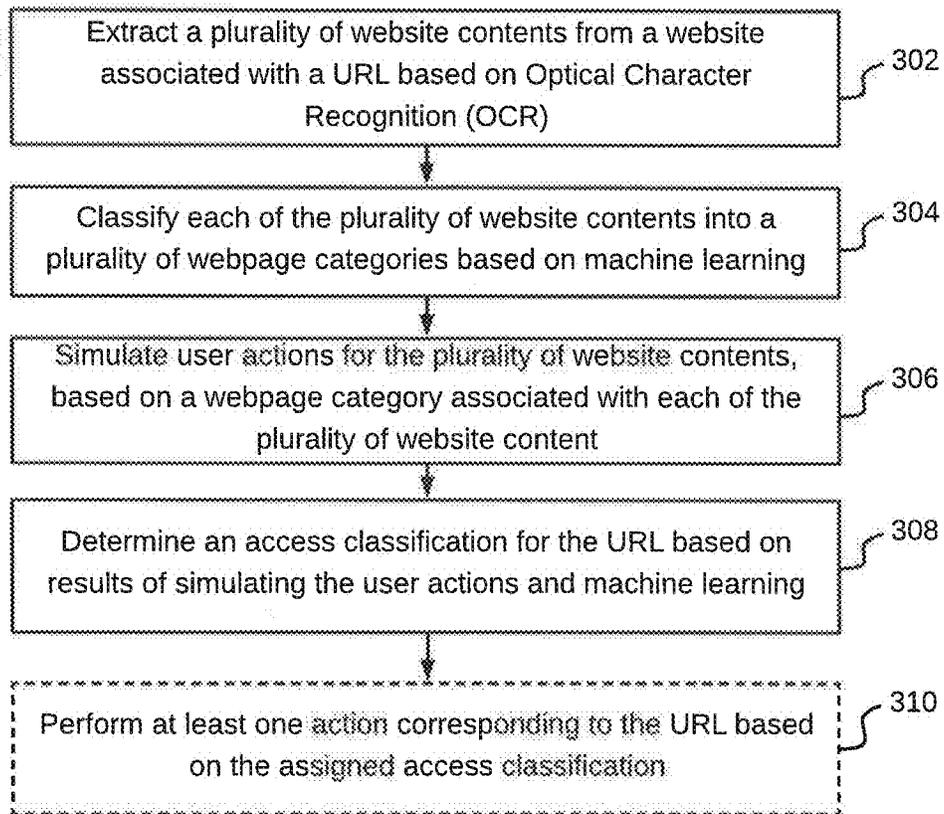 Extract a plurality of website contents from a website
associated with a URL based on Optical Character
Recognition (OCR)
302
Classify each of the plurality of website contents into a
plurality of webpage categories based on machine learning
304
Simulate user actions for the plurality of website contents,
based on a webpage category associated with each of the
plurality of website content
306
Determine an access classification for the URL based on
results of simulating the user actions and machine learning
308
Perform at least one action corresponding to the URL based
on the assigned access classification
310